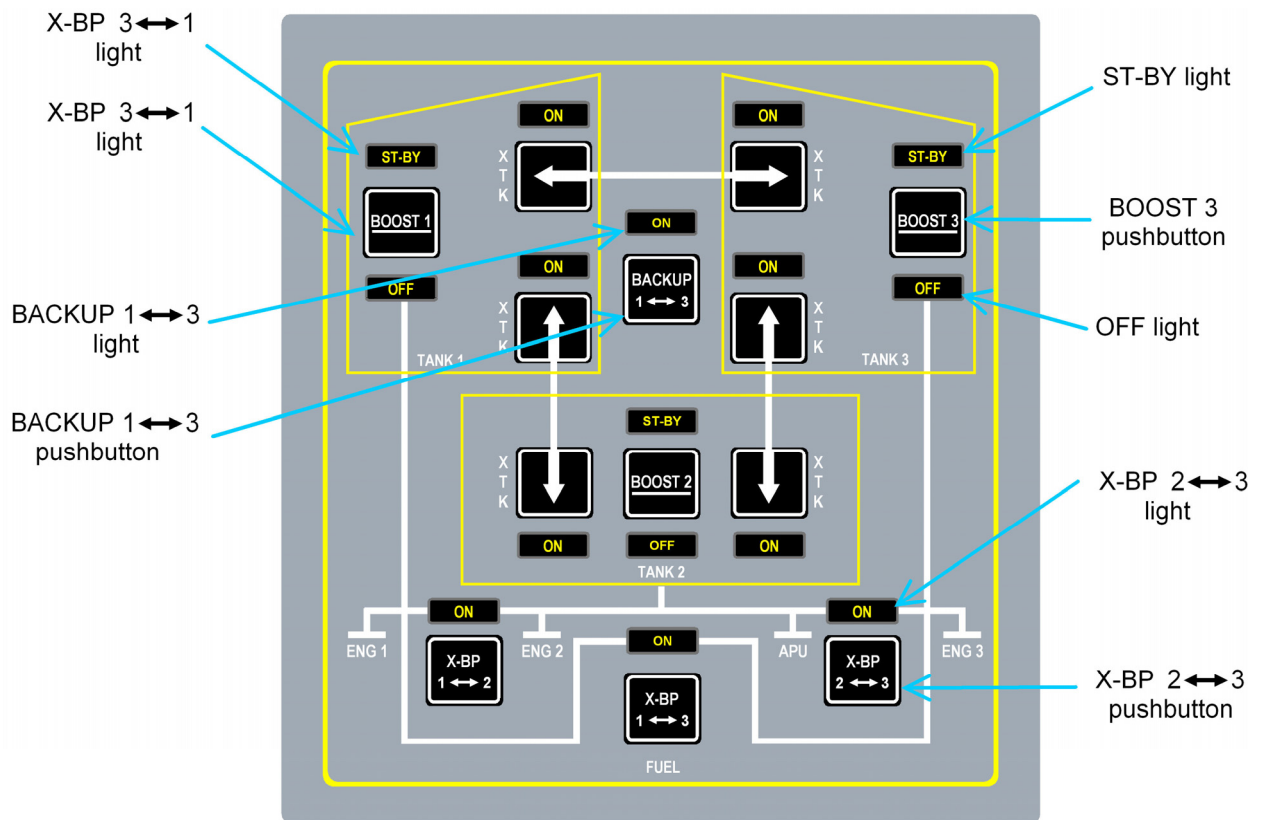 X-BP 3↔1
light
X-BP 3↔1
light
BACKUP 1↔3
light
BACKUP 1↔3
pushbutton
ON
ON
ST-BY
X
T
K
X
T
K
ST-BY
BOOST 1
ON
BOOST 3
ON
ON
OFF
BACKUP
1 ↔ 3
OFF
X
T
K
X
T
K
TANK 1
TANK 3
ST-BY
X
T
K
BOOST 2
X
T
K
ON
OFF
ON
TANK 2
ON
ON
ENG 1
ENG 2
ON
APU
ENG 3
X-BP
1 ↔ 2
X-BP
1 ↔ 3
X-BP
2 ↔ 3
FUEL
ST-BY light
BOOST 3
pushbutton
OFF light
X-BP 2↔3
light
X-BP 2↔3
pushbutton